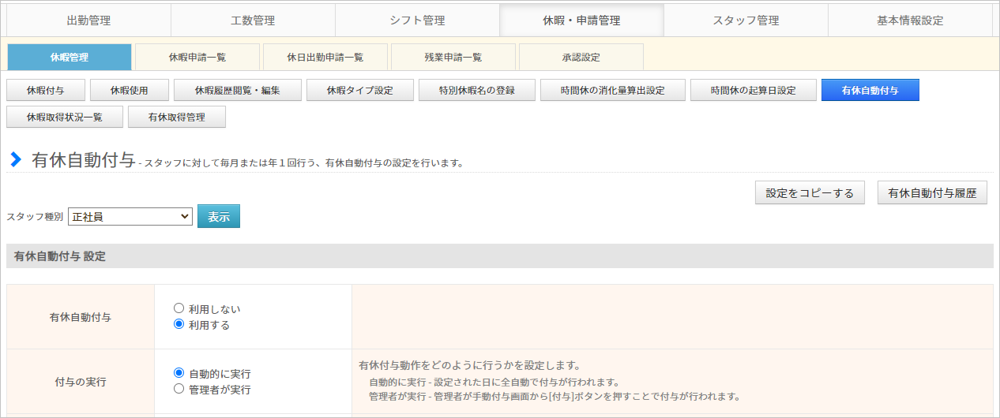 出勤管理 工数管理 シフト管理 休暇・申請管理 スタッフ管理 基本情報設定
休暇管理 休暇申請一覧 休日出勤申請一覧 残業申請一覧 承認設定
休暇付与 休暇使用 休暇履歴閲覧・編集 休暇タイプ設定 特別休暇名の登録 時間休の消化量算出設定 時間休の起算日設定 有休自動付与
休暇取得状況一覧 有休取得管理
有休自動付与 - スタッフに対して毎月または年１回行う、有休自動付与の設定を行います。
設定をコピーする 有休自動付与履歴
スタッフ種別 正社員 表示
有休自動付与 設定
有休自動付与
利用しない
利用する
付与の実行
自動的に実行
管理者が実行
有休付与動作をどのように行うかを設定します。
自動的に実行 - 設定された日に全自動で付与が行われます。
管理者が実行 - 管理者が手動付与画面から[付与]ボタンを押すことで付与が行われます。